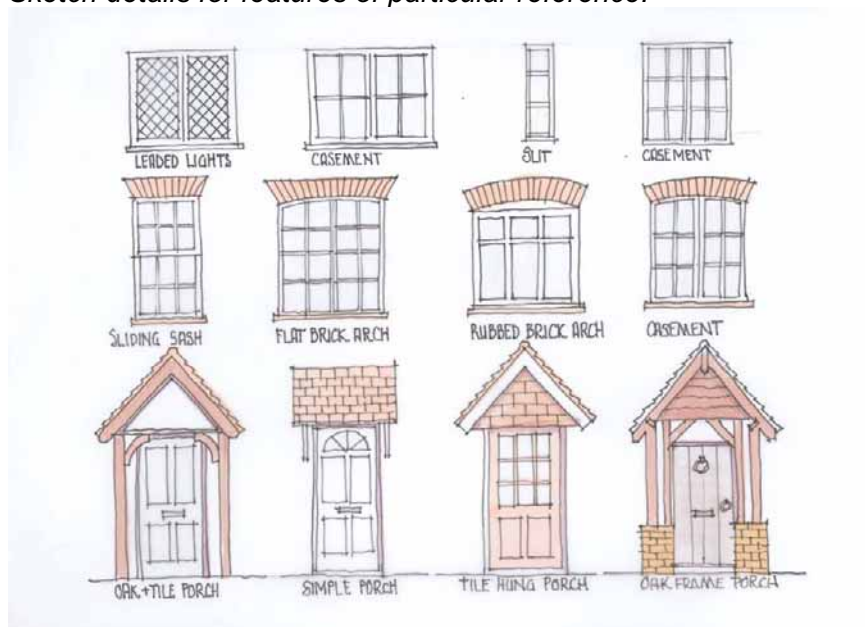 Sketch details for features of particular reference:
LEADED LIGHTS
CASEMENT
SLIT
CASEMENT
SLIDING SASH
FLAT BRICK ARCH
RUBBED BRICK ARCH
CASEMENT
OAK + TILE PORCH
SIMPLE PORCH
TILE HUNG PORCH
OAK FRAME PORCH